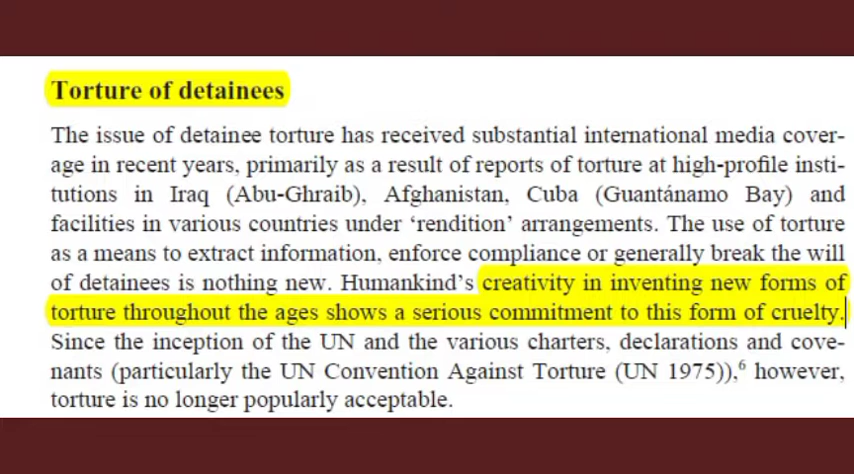 Torture of detainees
The issue of detainee torture has received substantial international media cover-
age in recent years, primarily as a result of reports of torture at high-profile insti-
tutions in Iraq (Abu-Ghraib), Afghanistan, Cuba (Guantánamo Bay) and
facilities in various countries under ‘rendition’ arrangements. The use of torture
as a means to extract information, enforce compliance or generally break the will
of detainees is nothing new. Humankind’s creativity in inventing new forms of
torture throughout the ages shows a serious commitment to this form of cruelty.
Since the inception of the UN and the various charters, declarations and cove-
nants (particularly the UN Convention Against Torture (UN 1975)),⁶ however,
torture is no longer popularly acceptable.